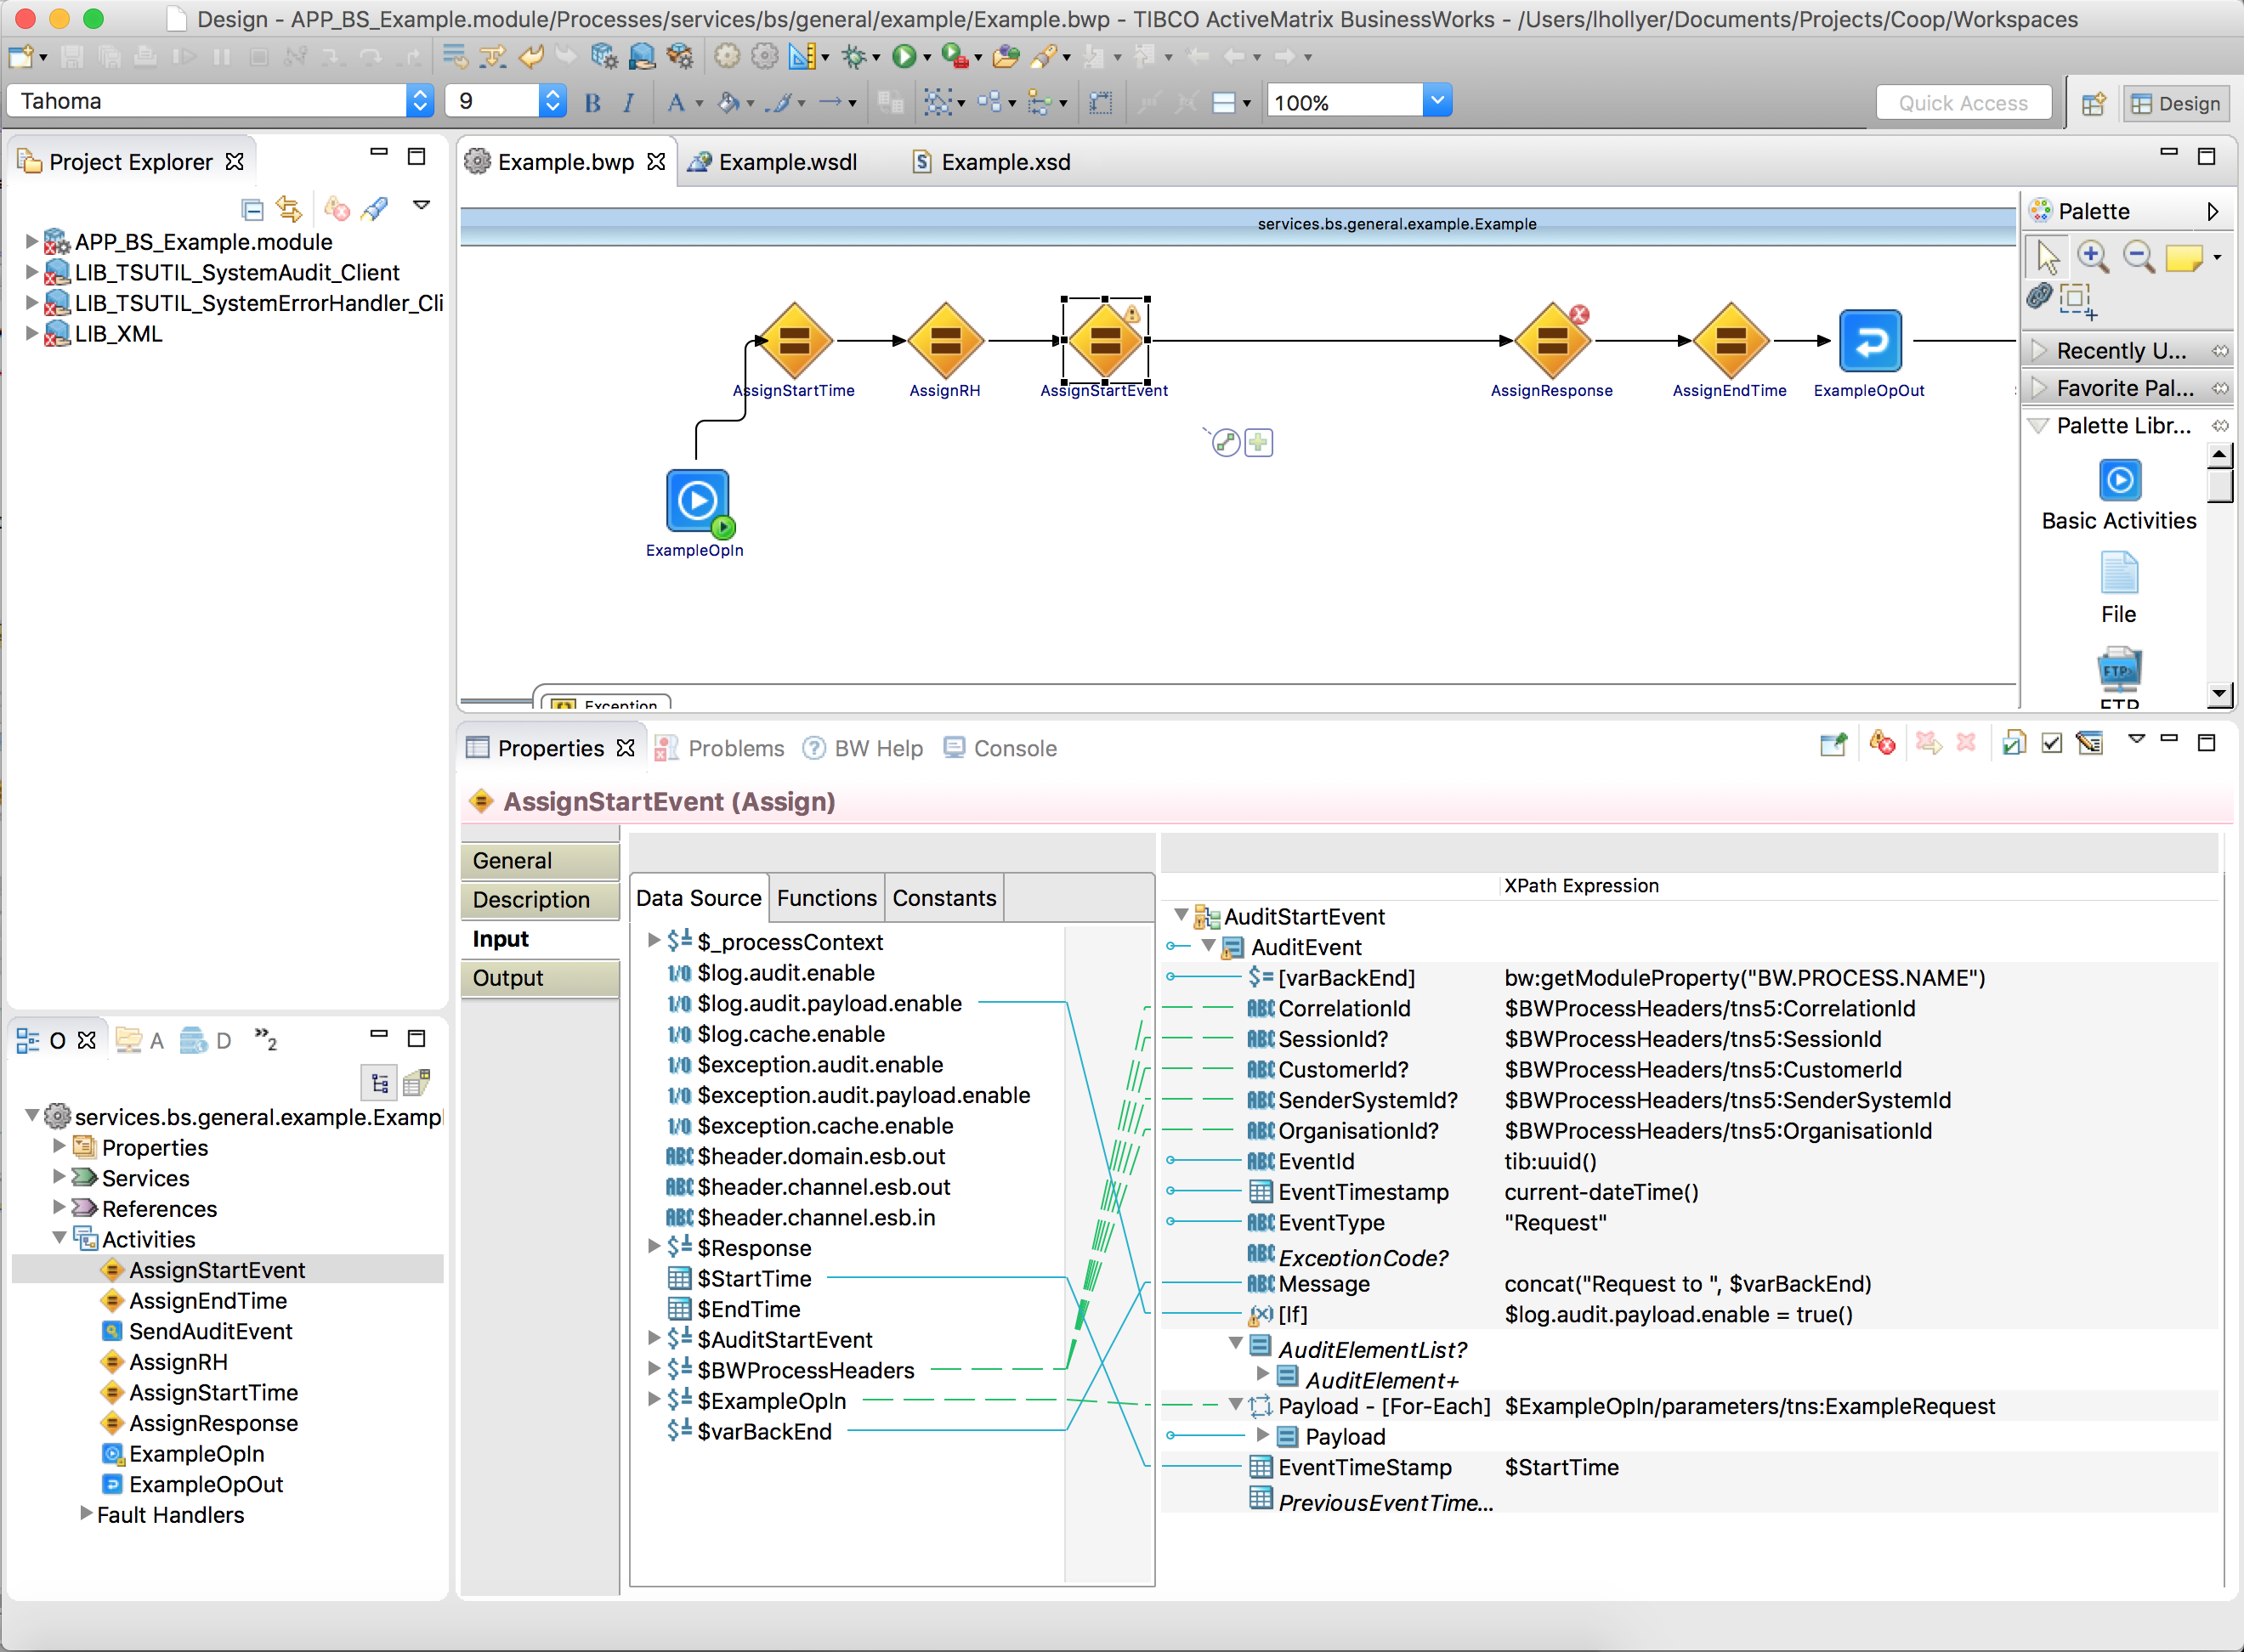 Design - APP_BS_Example.module/Processes/services/bs/general/example/Example.bwp - TIBCO ActiveMatrix BusinessWorks - /Users/lhollyer/Documents/Projects/Coop/Workspaces
Tahoma
9
B
I
A
100%
Quick Access
Design
Project Explorer
APP_BS_Example.module
LIB_TSUTIL_SystemAudit_Client
LIB_TSUTIL_SystemErrorHandler_Cli
LIB_XML
Example.bwp
Example.wsdl
Example.xsd
services.bs.general.example.Example
AssignStartTime
AssignRH
AssignStartEvent
AssignResponse
AssignEndTime
ExampleOpOut
ExampleOpIn
Exception
Palette
Recently U...
Favorite Pal...
Palette Libr...
Basic Activities
File
FTP
FTP
Properties
Problems
BW Help
Console
AssignStartEvent (Assign)
General
Description
Input
Output
Data Source
Functions
Constants
$_processContext
$log.audit.enable
$log.audit.payload.enable
$log.cache.enable
$exception.audit.enable
$exception.audit.payload.enable
$exception.cache.enable
$header.domain.esb.out
$header.channel.esb.out
$header.channel.esb.in
$Response
$StartTime
$EndTime
$AuditStartEvent
$BWProcessHeaders
$ExampleOpIn
$varBackEnd
XPath Expression
AuditStartEvent
AuditEvent
[varBackEnd] bw:getModuleProperty("BW.PROCESS.NAME")
CorrelationId $BWProcessHeaders/tns5:CorrelationId
SessionId? $BWProcessHeaders/tns5:SessionId
CustomerId? $BWProcessHeaders/tns5:CustomerId
SenderSystemId? $BWProcessHeaders/tns5:SenderSystemId
OrganisationId? $BWProcessHeaders/tns5:OrganisationId
EventId tib:uuid()
EventTimestamp current-dateTime()
EventType "Request"
ExceptionCode?
Message concat("Request to ", $varBackEnd)
[If] $log.audit.payload.enable = true()
AuditElementList?
AuditElement+
Payload - [For-Each] $ExampleOpIn/parameters/tns:ExampleRequest
Payload
EventTimeStamp $StartTime
PreviousEventTime...
O
A
D
»2
services.bs.general.example.Exampl
Properties
Services
References
Activities
AssignStartEvent
AssignEndTime
SendAuditEvent
AssignRH
AssignStartTime
AssignResponse
ExampleOpIn
ExampleOpOut
Fault Handlers